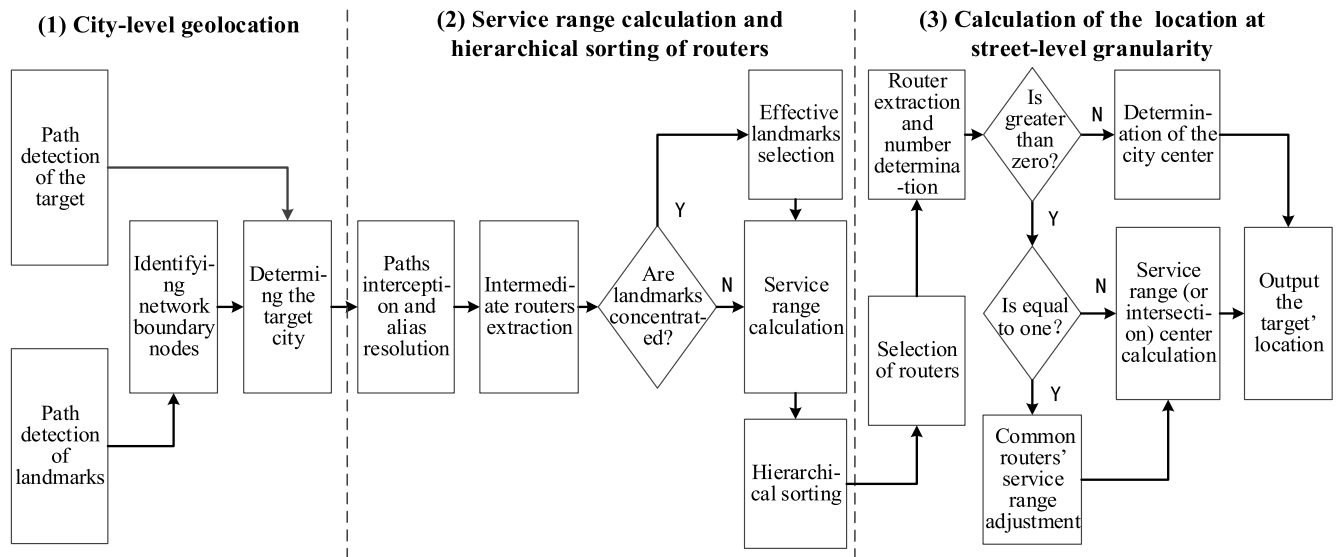 (1) City-level geolocation
Path
detection
of the
target
Path
detection
of
landmarks
Identifyi-
ng
network
boundary
nodes
Determi-
ng the
target
city
(2) Service range calculation and
hierarchical sorting of routers
Paths
intercepti-
on and
alias
resolution
Intermedi-
ate routers
extraction
Are
landmarks
concentrat-
ed?
Y
N
Effective
landmarks
selection
Service
range
calculation
Hierarchi-
cal sorting
(3) Calculation of the location at
street-level granularity
Selection
of routers
Router
extraction
and
number
determina
-tion
Is
greater
than
zero?
N
Y
Determin-
ation of the
city center
Is equal
to one?
N
Y
Common
routers’
service
range
adjustment
Service
range (or
intersecti-
on) center
calculation
Output
the
target’
location